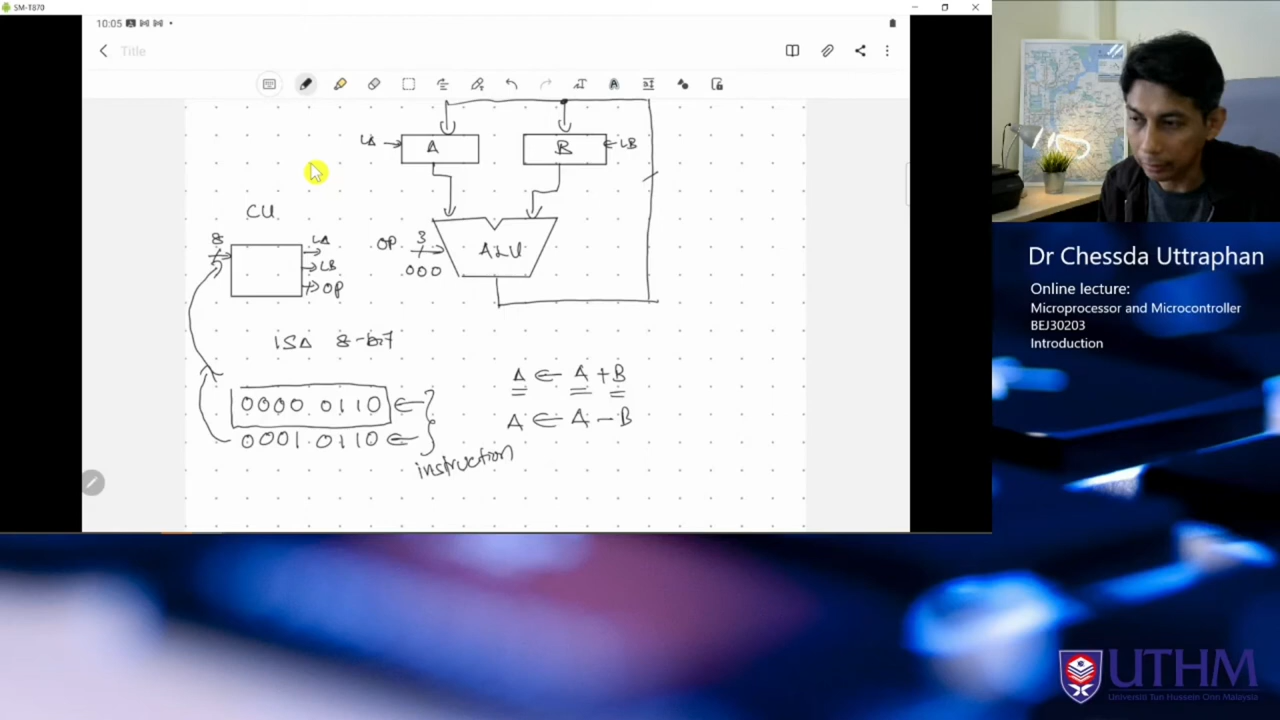 SM-T870
10:05
Title
LA
A
B
LB
CU
8
LA
LB
OP
OP 3
000
ALU
ISA 8-bit
0000 0110
0001 0110
instruction
A ← A + B
A ← A - B
Dr Chessda Uttraphan
Online lecture:
Microprocessor and Microcontroller
BEJ30203
Introduction
UTHM
Universiti Tun Hussein Onn Malaysia